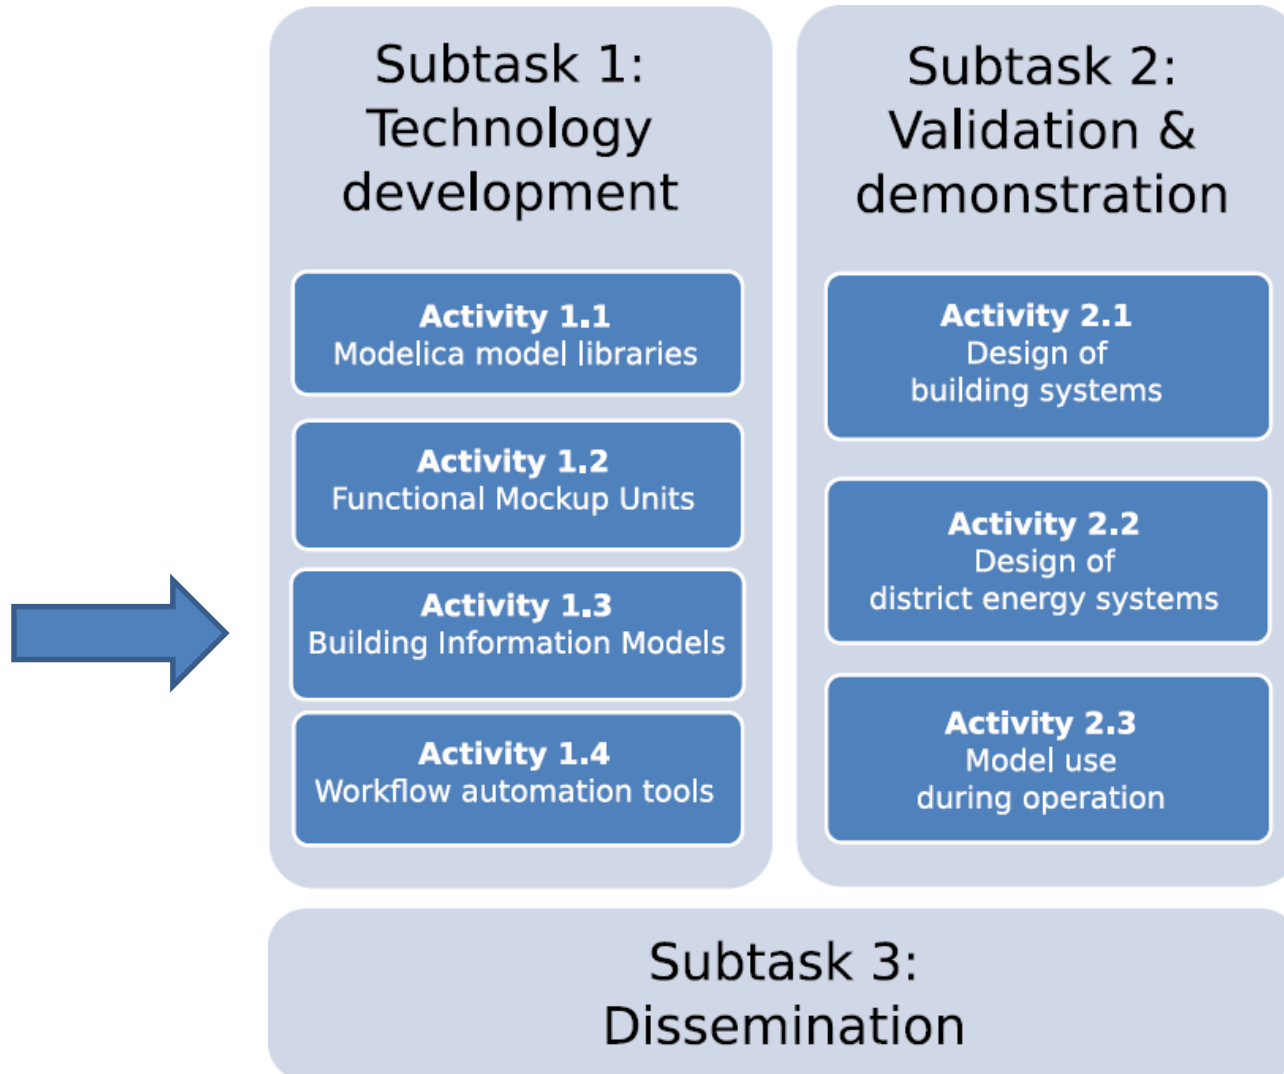 Subtask 1:
Technology
development
Activity 1.1
Modelica model libraries
Activity 1.2
Functional Mockup Units
Activity 1.3
Building Information Models
Activity 1.4
Workflow automation tools
Subtask 2:
Validation &
demonstration
Activity 2.1
Design of
building systems
Activity 2.2
Design of
district energy systems
Activity 2.3
Model use
during operation
Subtask 3:
Dissemination